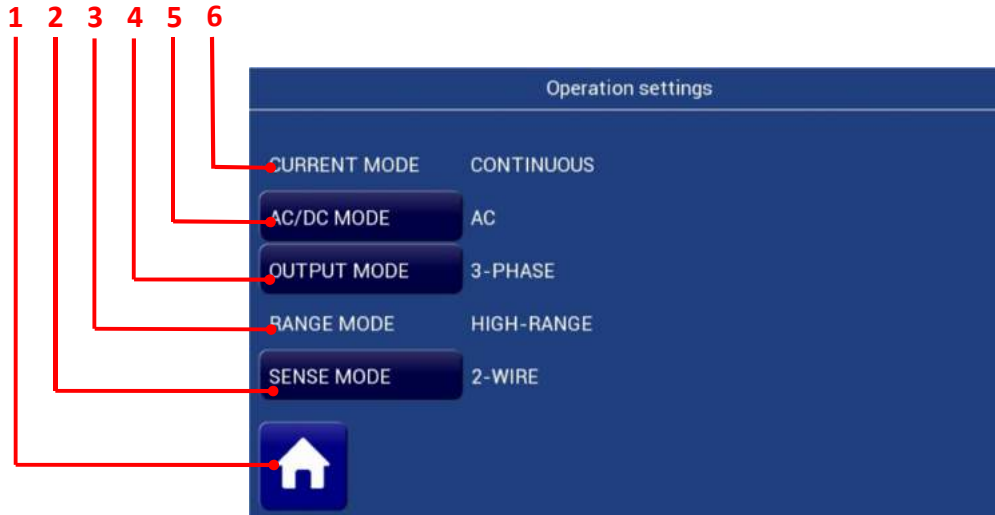 1 2 3 4 5 6
Operation settings
CURRENT MODE CONTINUOUS
AC/DC MODE AC
OUTPUT MODE 3-PHASE
RANGE MODE HIGH-RANGE
SENSE MODE 2-WIRE